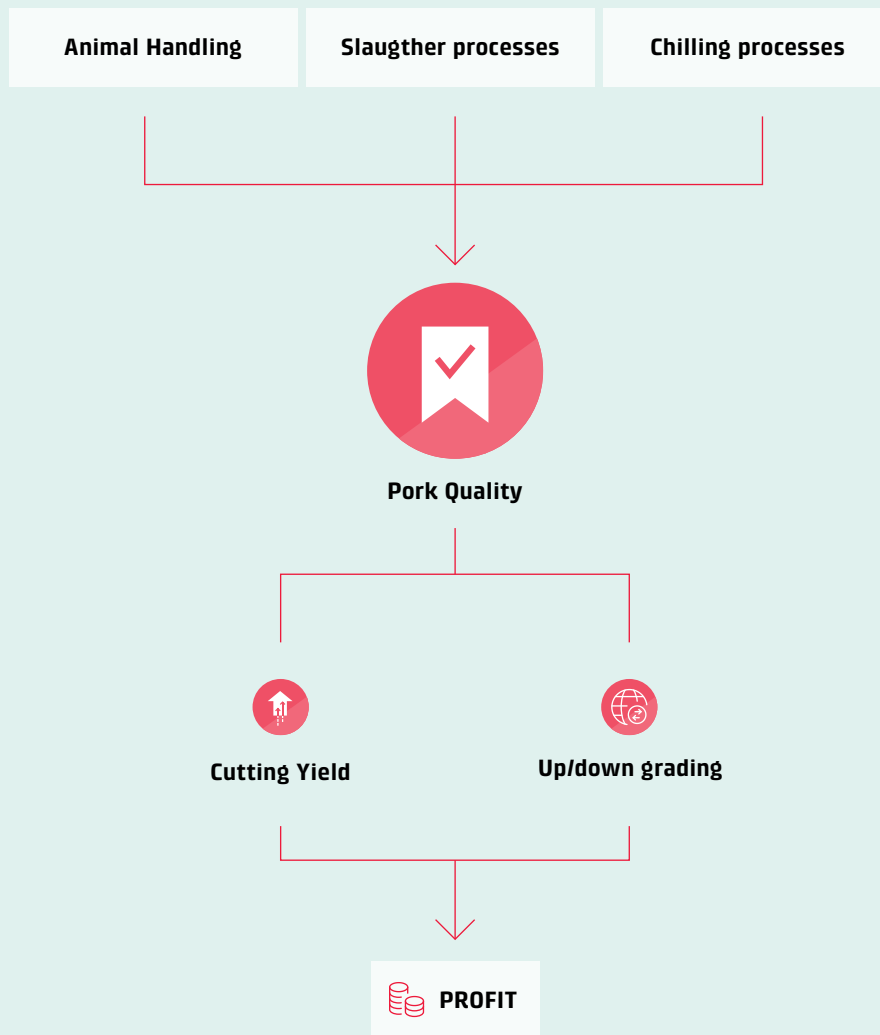 Animal Handling
Slaugther processes
Chilling processes
Pork Quality
Cutting Yield
Up/down grading
PROFIT